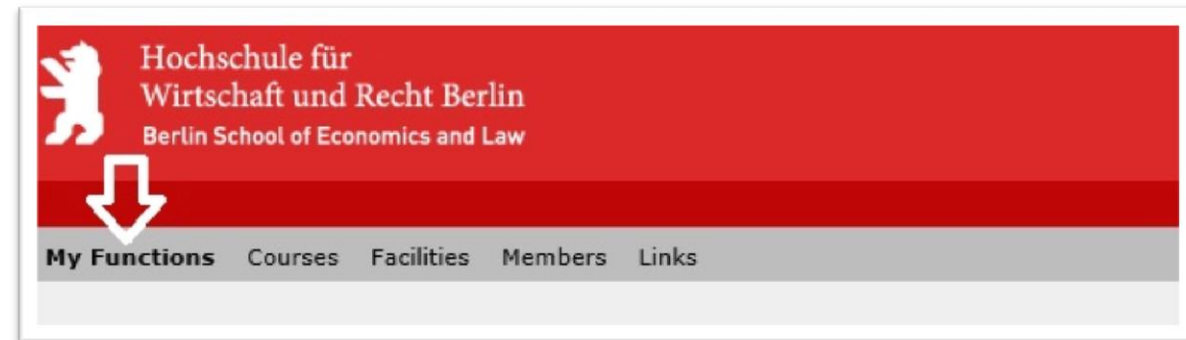 Hochschule für
Wirtschaft und Recht Berlin
Berlin School of Economics and Law
My Functions Courses Facilities Members Links